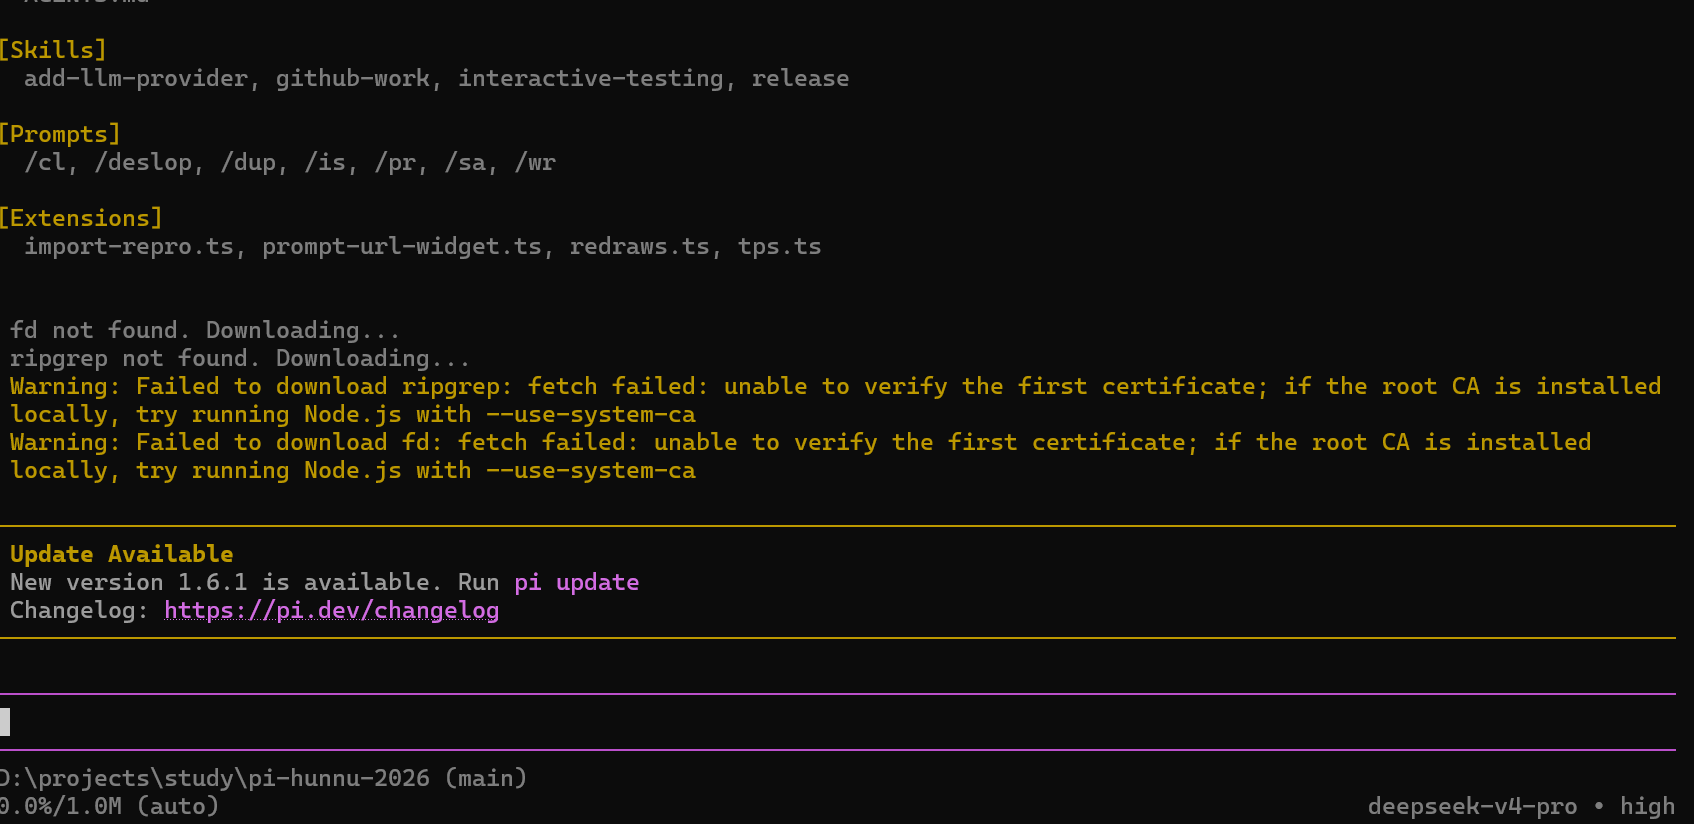 [Skills]
add-llm-provider, github-work, interactive-testing, release
[Prompts]
/cl, /deslop, /dup, /is, /pr, /sa, /wr
[Extensions]
import-repro.ts, prompt-url-widget.ts, redraws.ts, tps.ts
fd not found. Downloading...
ripgrep not found. Downloading...
Warning: Failed to download ripgrep: fetch failed: unable to verify the first certificate; if the root CA is installed
locally, try running Node.js with --use-system-ca
Warning: Failed to download fd: fetch failed: unable to verify the first certificate; if the root CA is installed
locally, try running Node.js with --use-system-ca
Update Available
New version 1.6.1 is available. Run pi update
Changelog: https://pi.dev/changelog
D:\projects\study\pi-hunnu-2026 (main)
0.0%/1.0M (auto)
deepseek-v4-pro • high